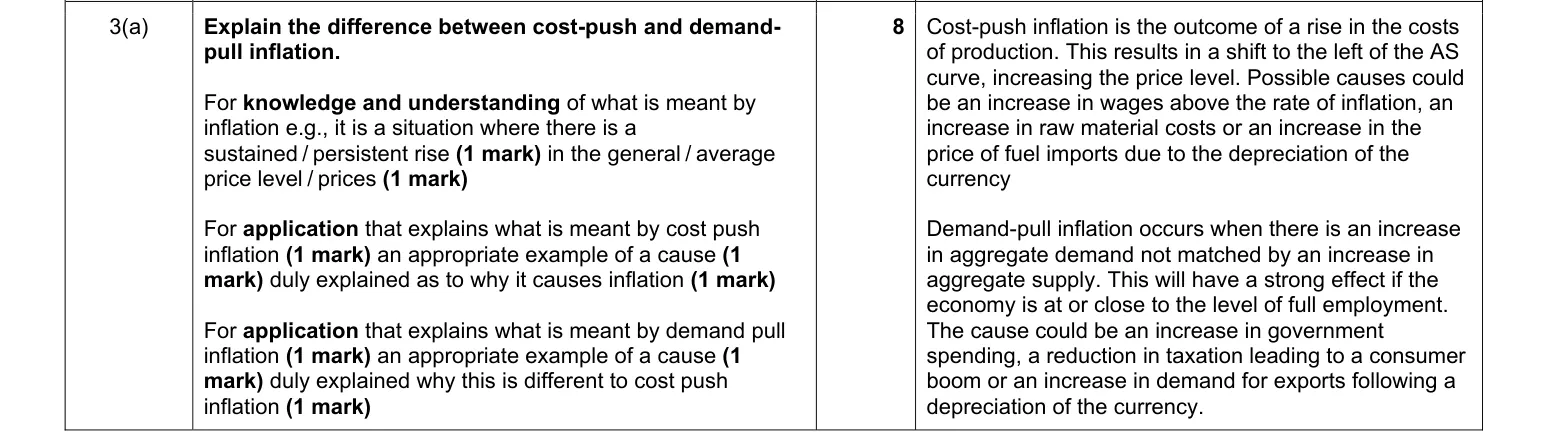 3(a)
Explain the difference between cost-push and demand-
pull inflation.
For knowledge and understanding of what is meant by
inflation e.g., it is a situation where there is a
sustained / persistent rise (1 mark) in the general / average
price level / prices (1 mark)
For application that explains what is meant by cost push
inflation (1 mark) an appropriate example of a cause (1
mark) duly explained as to why it causes inflation (1 mark)
For application that explains what is meant by demand pull
inflation (1 mark) an appropriate example of a cause (1
mark) duly explained why this is different to cost push
inflation (1 mark)
8
Cost-push inflation is the outcome of a rise in the costs
of production. This results in a shift to the left of the AS
curve, increasing the price level. Possible causes could
be an increase in wages above the rate of inflation, an
increase in raw material costs or an increase in the
price of fuel imports due to the depreciation of the
currency
Demand-pull inflation occurs when there is an increase
in aggregate demand not matched by an increase in
aggregate supply. This will have a strong effect if the
economy is at or close to the level of full employment.
The cause could be an increase in government
spending, a reduction in taxation leading to a consumer
boom or an increase in demand for exports following a
depreciation of the currency.